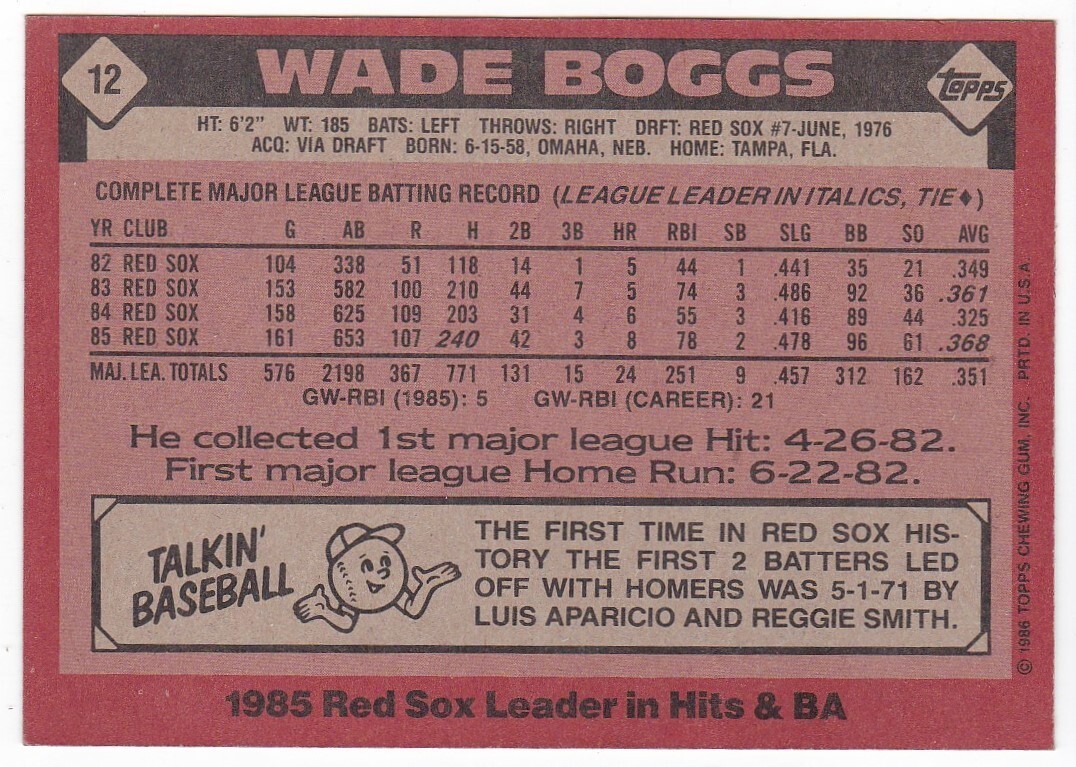 12
WADE BOGGS
TOPPS
HT: 6'2" WT: 185 BATS: LEFT THROWS: RIGHT DRFT: RED SOX #7-JUNE, 1976
ACQ: VIA DRAFT BORN: 6-15-58, OMAHA, NEB. HOME: TAMPA, FLA.
COMPLETE MAJOR LEAGUE BATTING RECORD (LEAGUE LEADER IN ITALICS, TIE♦)
YR CLUB G AB R H 2B 3B HR RBI SB SLG BB SO AVG
82 RED SOX 104 338 51 118 14 1 5 44 1 .441 35 21 .349
83 RED SOX 153 582 100 210 44 7 5 74 3 .486 92 36 .361
84 RED SOX 158 625 109 203 31 4 6 55 3 .416 89 44 .325
85 RED SOX 161 653 107 240 42 3 8 78 2 .478 96 61 .368
MAJ. LEA. TOTALS 576 2198 367 771 131 15 24 251 9 .457 312 162 .351
GW-RBI (1985): 5 GW-RBI (CAREER): 21
He collected 1st major league Hit: 4-26-82.
First major league Home Run: 6-22-82.
TALKIN'
BASEBALL
THE FIRST TIME IN RED SOX HIS-
TORY THE FIRST 2 BATTERS LED
OFF WITH HOMERS WAS 5-1-71 BY
LUIS APARICIO AND REGGIE SMITH.
1985 Red Sox Leader in Hits & BA
© 1986 TOPPS CHEWING GUM, INC. PRTD. IN U.S.A